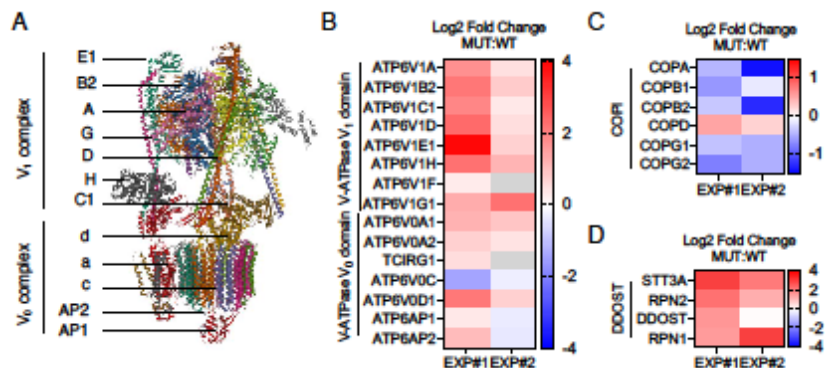 A
E1
B2
A
G
D
H
C1
d
a
c
AP2
AP1
V₁ complex
V₀ complex
B
Log2 Fold Change
MUT:WT
ATP6V1A
ATP6V1B2
ATP6V1C1
ATP6V1D
ATP6V1E1
ATP6V1H
ATP6V1F
ATP6V1G1
ATP6V0A1
ATP6V0A2
TCIRG1
ATP6V0C
ATP6V0D1
ATP6AP1
ATP6AP2
V-ATPase V₁ domain
V-ATPase V₀ domain
EXP#1 EXP#2
4
2
0
-2
-4
C
Log2 Fold Change
MUT:WT
COPI
COPA
COPB1
COPB2
COPD
COPG1
COPG2
EXP#1 EXP#2
1
0
-1
D
Log2 Fold Change
MUT:WT
DDOST
STT3A
RPN2
DDOST
RPN1
EXP#1 EXP#2
4
2
0
-2
-4